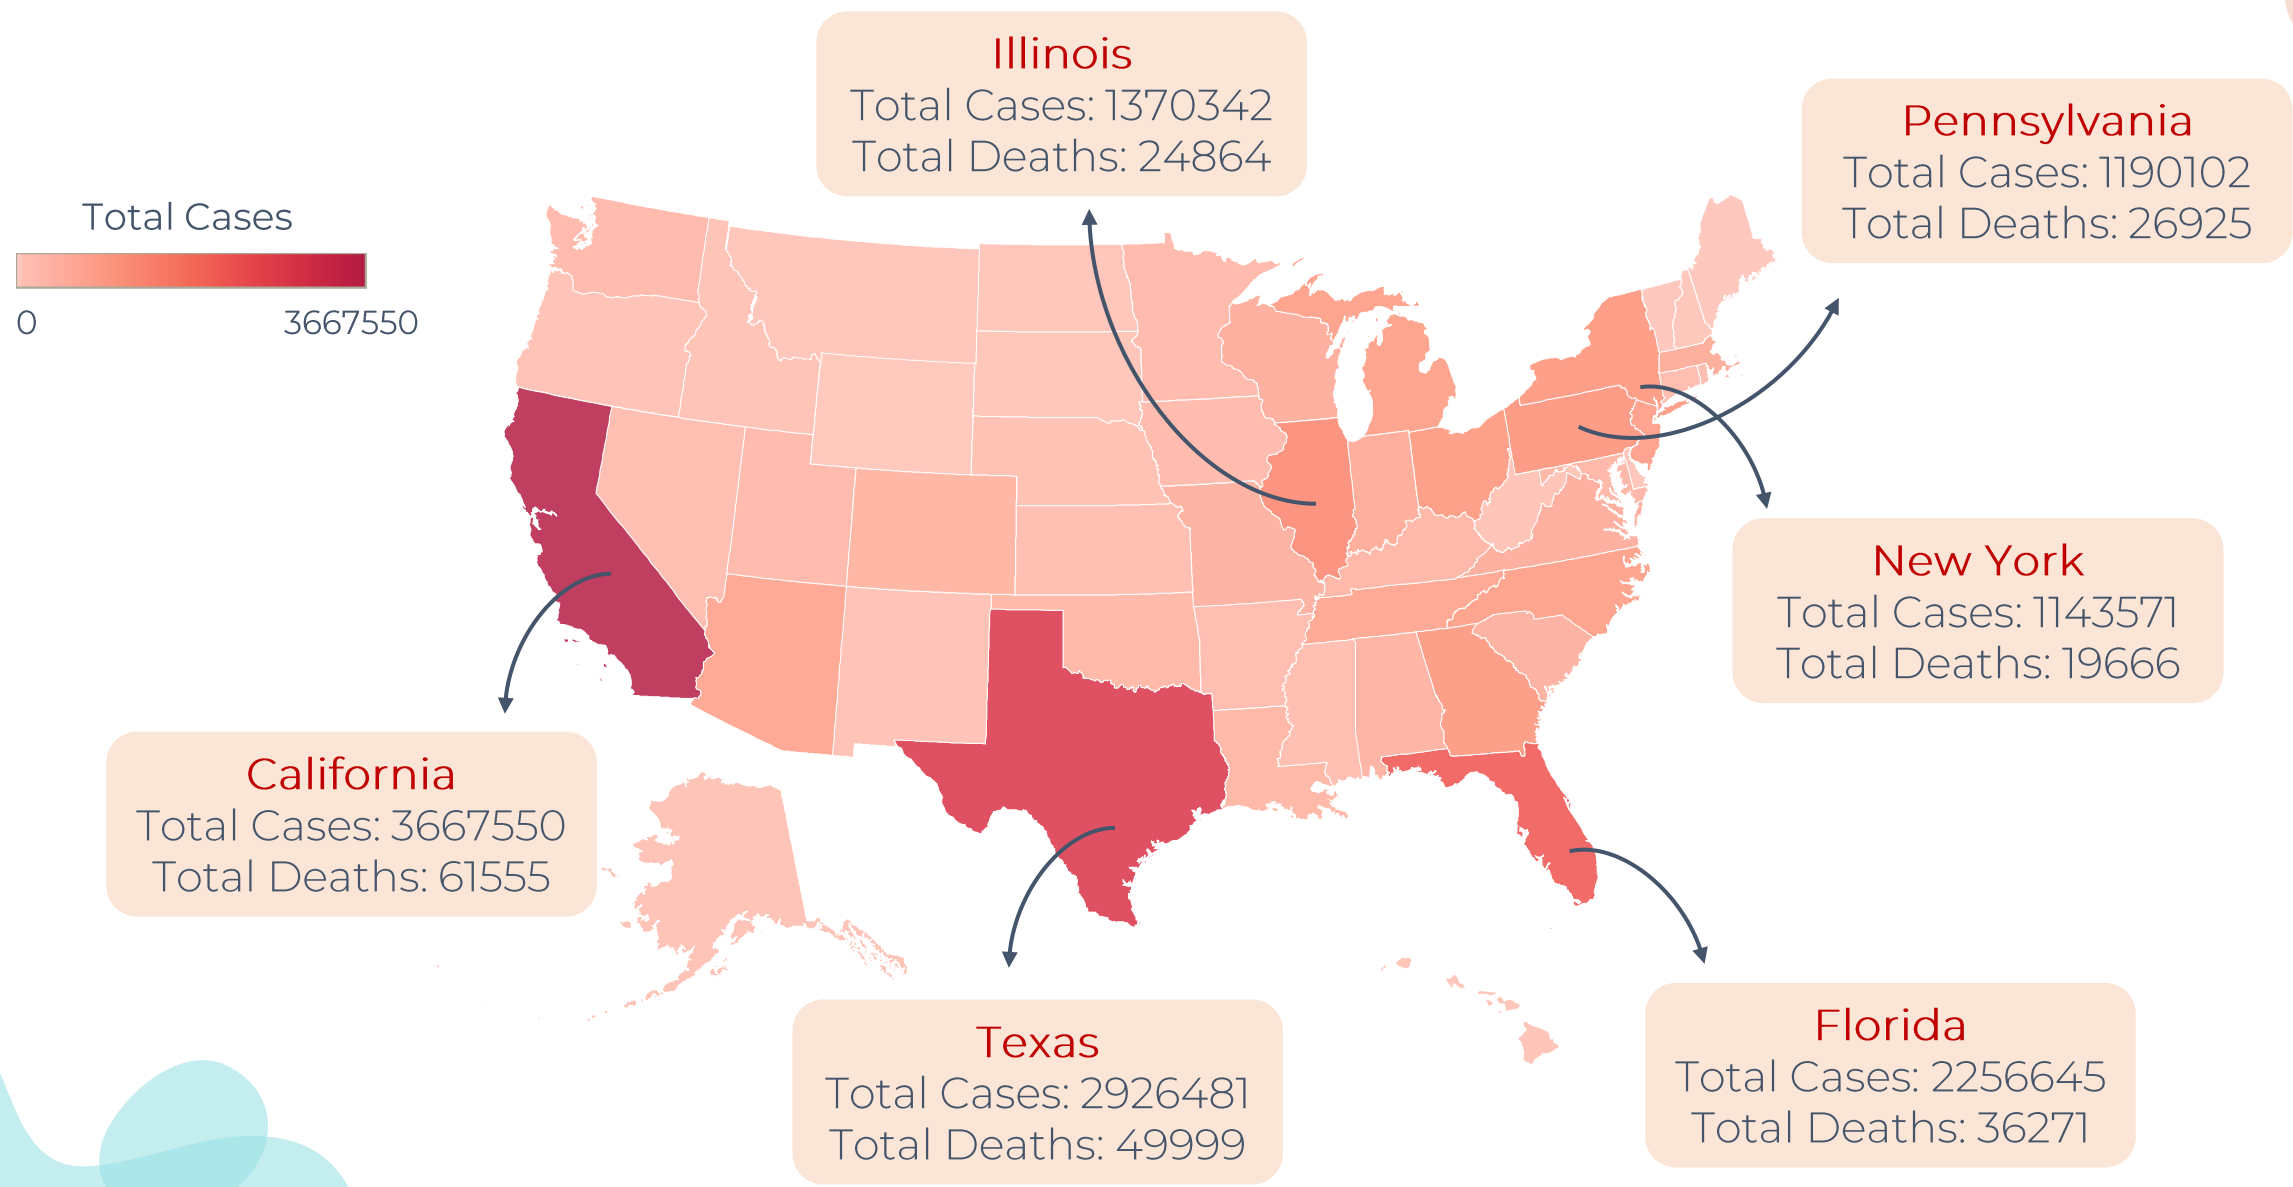 Illinois
Total Cases: 1370342
Total Deaths: 24864
Pennsylvania
Total Cases: 1190102
Total Deaths: 26925
Total Cases
0
3667550
New York
Total Cases: 1143571
Total Deaths: 19666
California
Total Cases: 3667550
Total Deaths: 61555
Texas
Total Cases: 2926481
Total Deaths: 49999
Florida
Total Cases: 2256645
Total Deaths: 36271